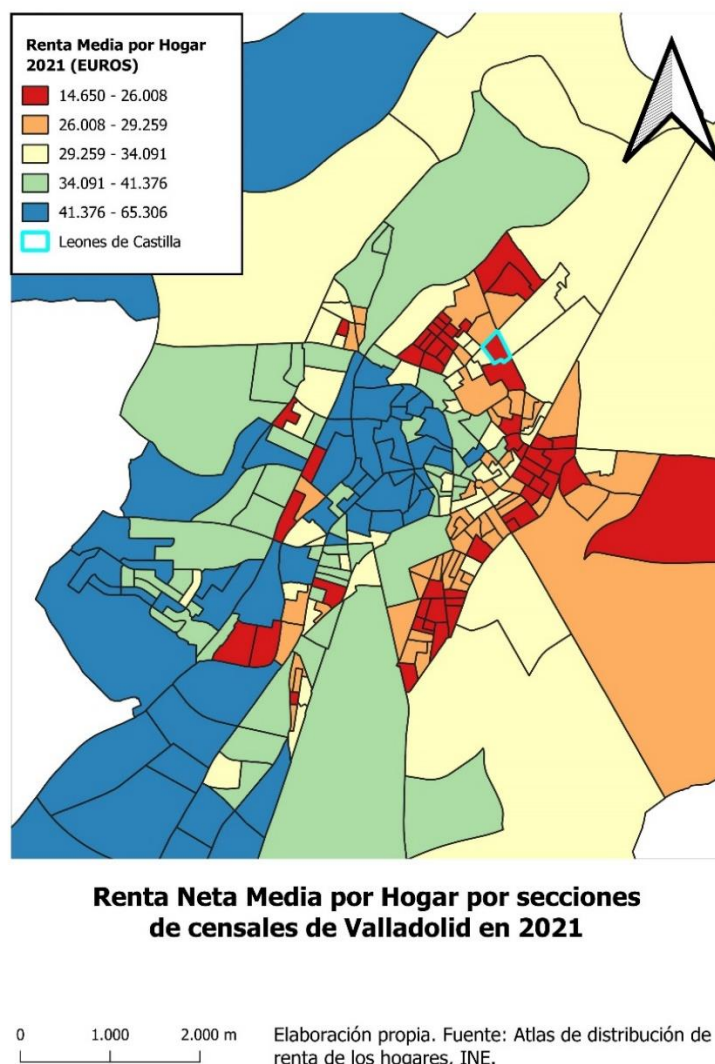 Renta Media por Hogar
2021 (EUROS)
14.650 - 26.008
26.008 - 29.259
29.259 - 34.091
34.091 - 41.376
41.376 - 65.306
Leones de Castilla
Renta Neta Media por Hogar por secciones
de censales de Valladolid en 2021
0 1.000 2.000 m
Elaboración propia. Fuente: Atlas de distribución de
renta de los hogares, INE.